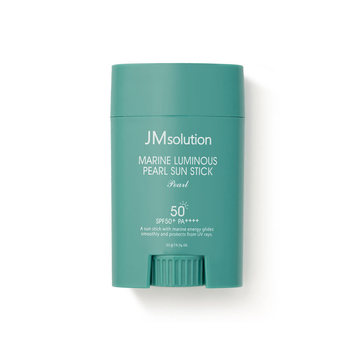 JMsolution
MARINE LUMINOUS
PEARL SUN STICK
Pearl
50
SPF50+ PA++++
A sun stick with marine energy glides
smoothly and protects from UV rays.